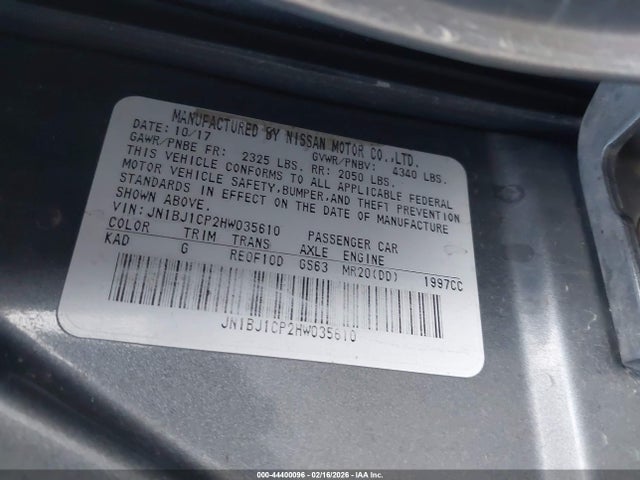 MANUFACTURED BY NISSAN MOTOR CO.,LTD.
DATE: 10/17 GVWR/PNBV: 4340 LBS.
GAWR/PNBE FR: 2325 LBS. RR: 2050 LBS.
THIS VEHICLE CONFORMS TO ALL APPLICABLE FEDERAL
MOTOR VEHICLE SAFETY,BUMPER,AND THEFT PREVENTION
STANDARDS IN EFFECT ON THE DATE OF MANUFACTURE
SHOWN ABOVE.
VIN: JN1BJ1CP2HW035610 PASSENGER CAR
COLOR TRIM TRANS AXLE ENGINE
KAD G RE0F10D GS63 MR20(DD) 1997CC
JN1BJ1CP2HW035610
000-44400096 - 02/16/2026 - IAA Inc.